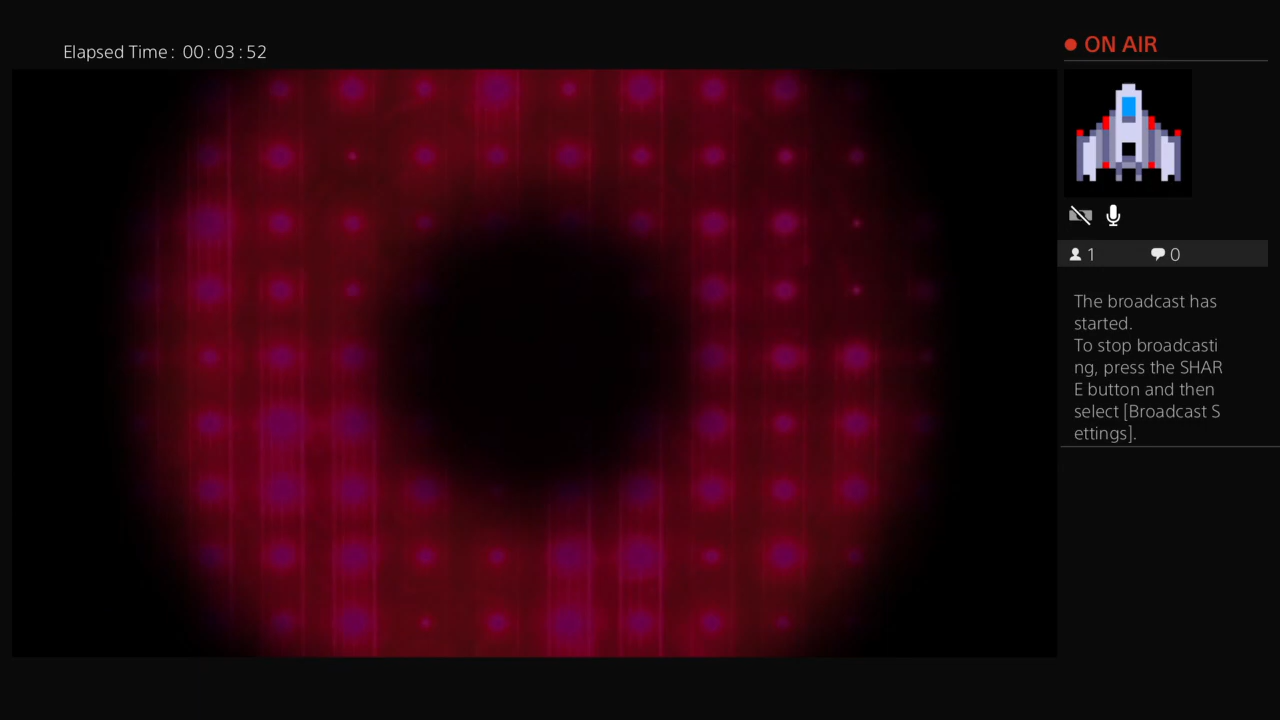 Elapsed Time: 00:03:52
ON AIR
1
0
The broadcast has
started.
To stop broadcasti
ng, press the SHAR
E button and then
select [Broadcast S
ettings].